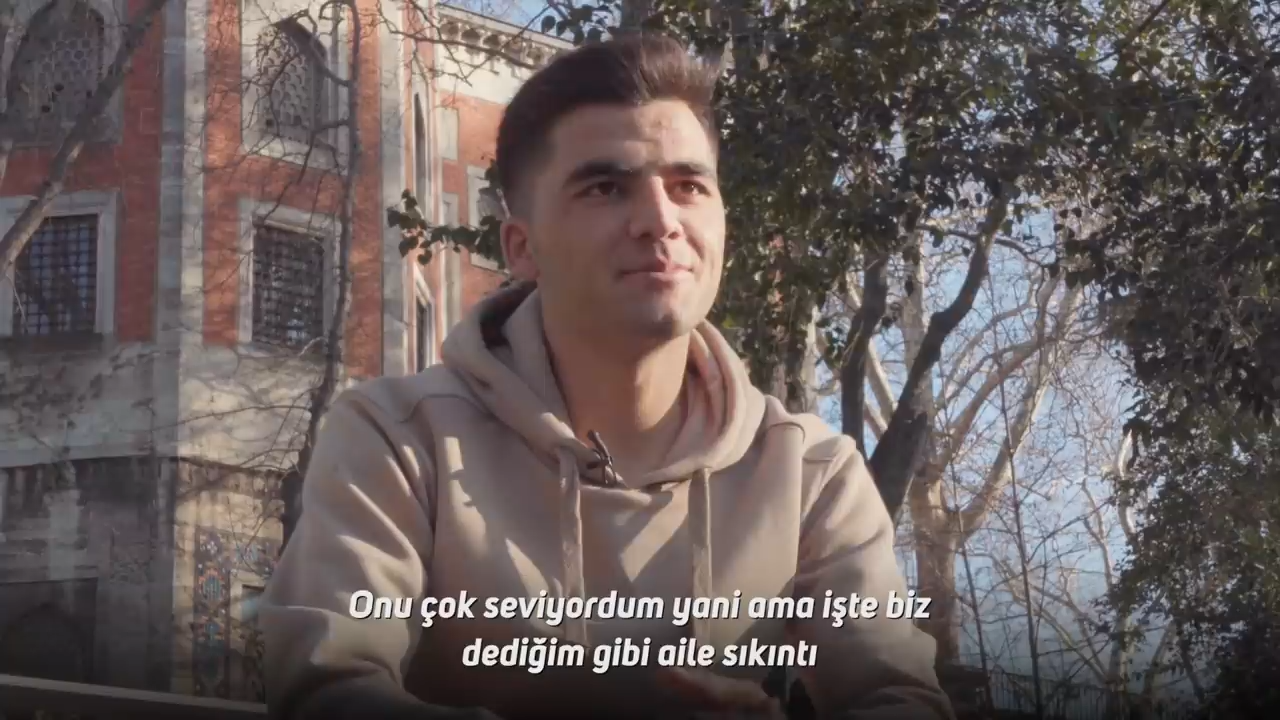 Onu çok seviyordum yani ama işte biz
dediğim gibi aile sıkıntı